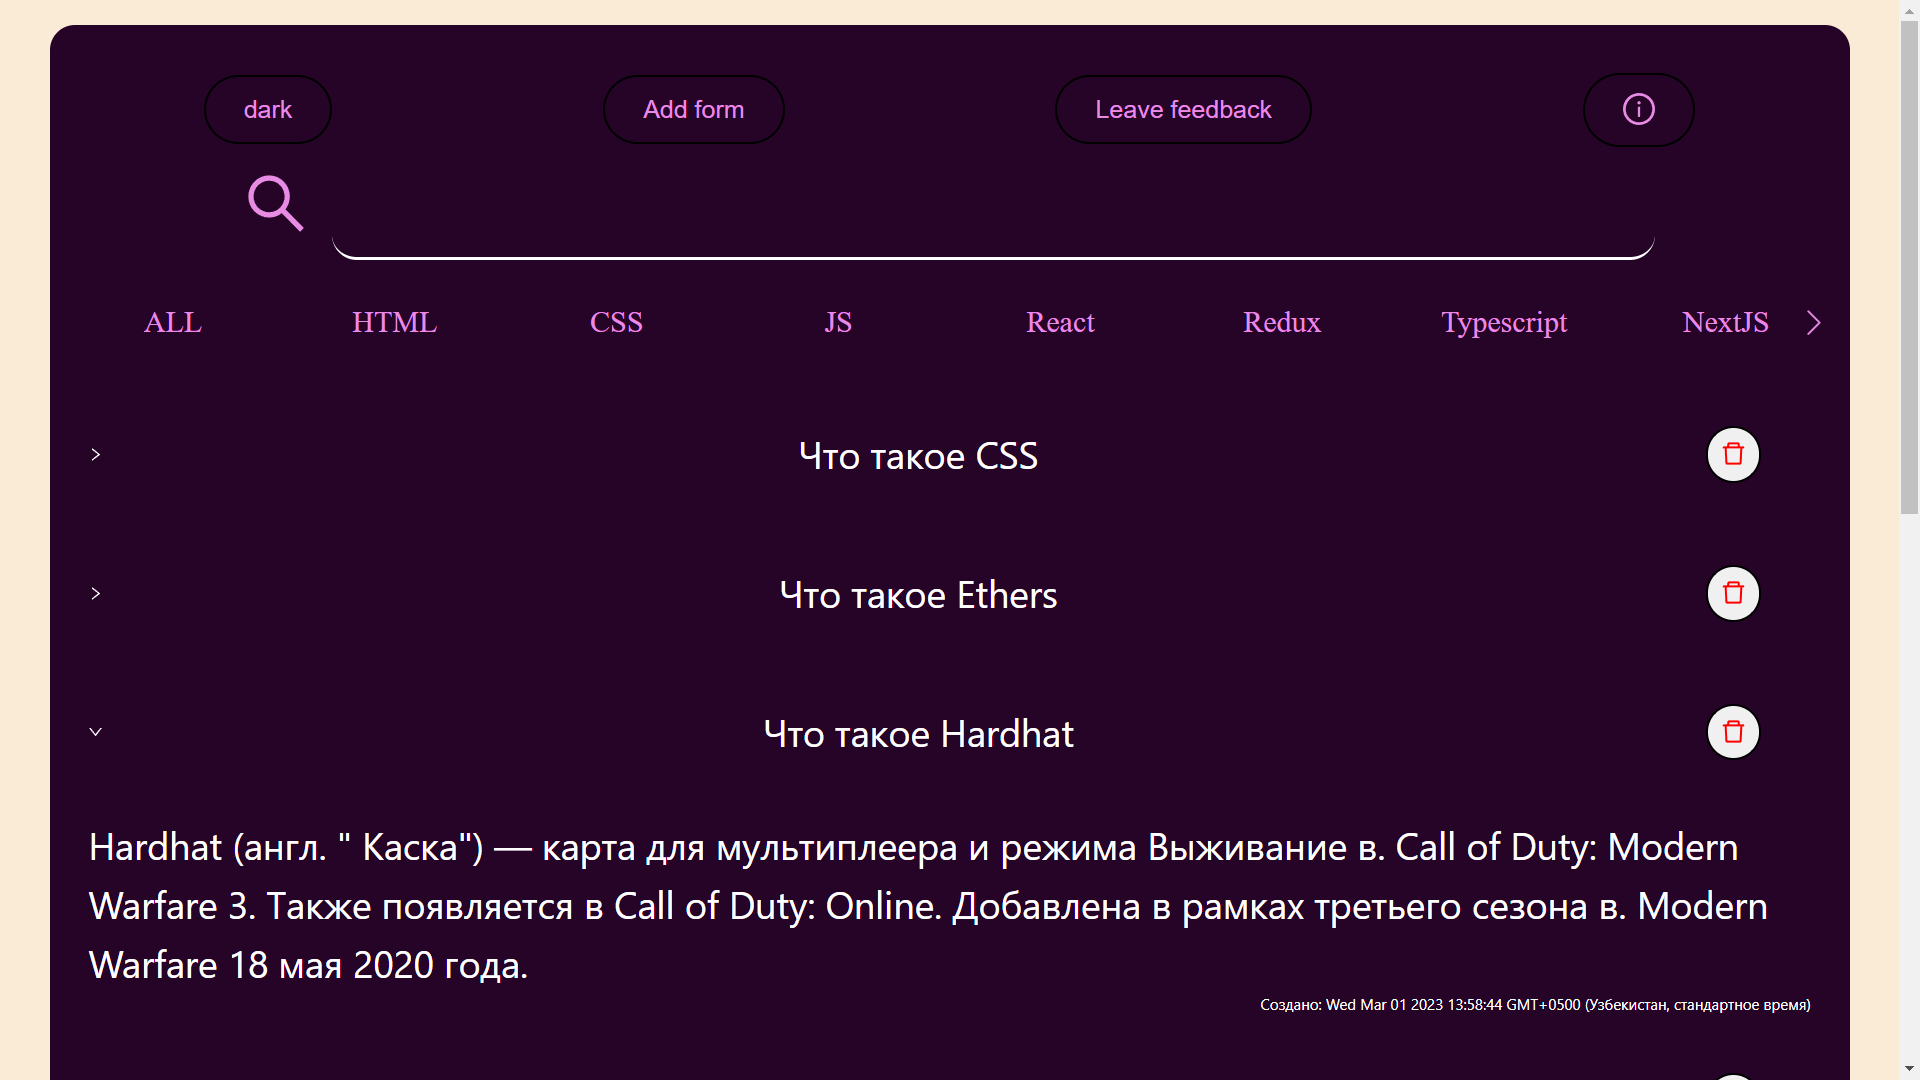 dark
Add form
Leave feedback
ALL
HTML
CSS
JS
React
Redux
Typescript
NextJS
Что такое CSS
Что такое Ethers
Что такое Hardhat
Hardhat (англ. " Каска") — карта для мультиплеера и режима Выживание в. Call of Duty: Modern
Warfare 3. Также появляется в Call of Duty: Online. Добавлена в рамках третьего сезона в. Modern
Warfare 18 мая 2020 года.
Создано: Wed Mar 01 2023 13:58:44 GMT+0500 (Узбекистан, стандартное время)